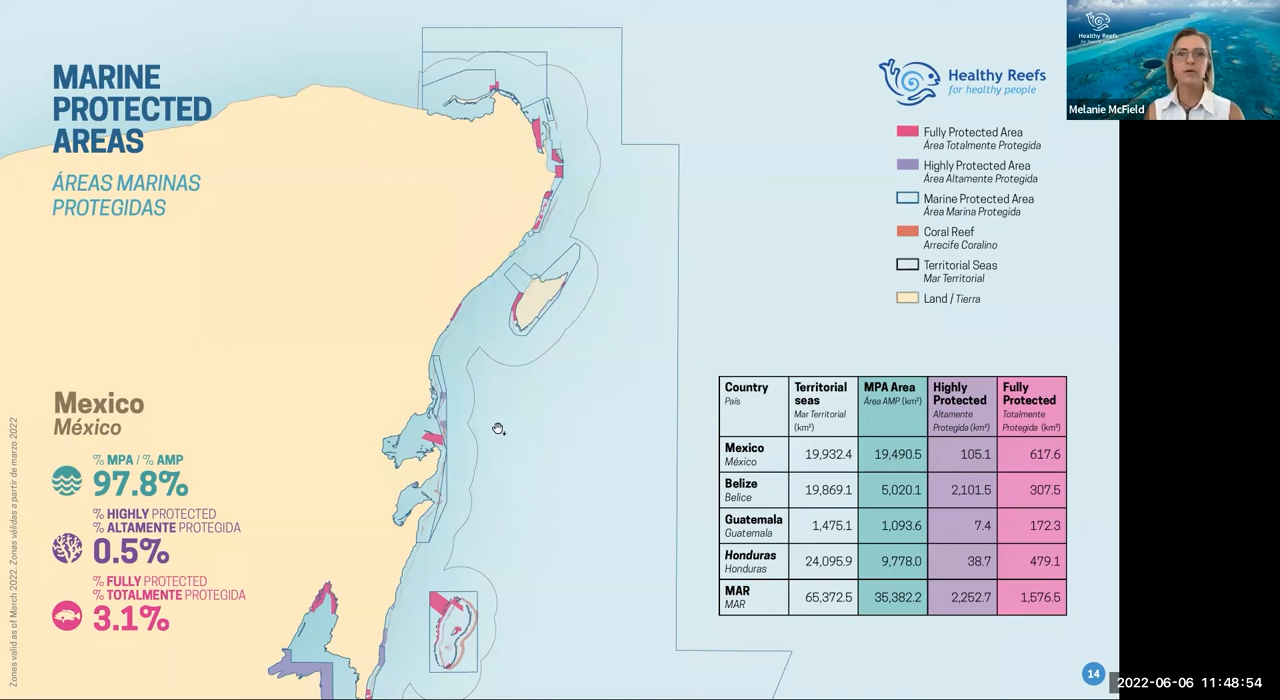 MARINE
PROTECTED
AREAS
ÁREAS MARINAS
PROTEGIDAS
Healthy Reefs
for healthy people
Healthy Reefs
for healthy people
Melanie McField
Fully Protected Area
Área Totalmente Protegida
Highly Protected Area
Área Altamente Protegida
Marine Protected Area
Área Marina Protegida
Coral Reef
Arrecife Coralino
Territorial Seas
Mar Territorial
Land / Tierra
Mexico
México
% MPA / % AMP
97.8%
% HIGHLY PROTECTED
% ALTAMENTE PROTEGIDA
0.5%
% FULLY PROTECTED
% TOTALMENTE PROTEGIDA
3.1%
Zones valid as of March 2022. Zonas válidas a partir de marzo 2022
Country País Territorial seas Mar Territorial (km²) MPA Area Área AMP (km²) Highly Protected Altamente Protegida (km²) Fully Protected Totalmente Protegida (km²)
Mexico México 19,932.4 19,490.5 105.1 617.6
Belize Belice 19,869.1 5,020.1 2,101.5 307.5
Guatemala Guatemala 1,475.1 1,093.6 7.4 172.3
Honduras Honduras 24,095.9 9,778.0 38.7 479.1
MAR MAR 65,372.5 35,382.2 2,252.7 1,576.5
14
2022-06-06 11:48:54